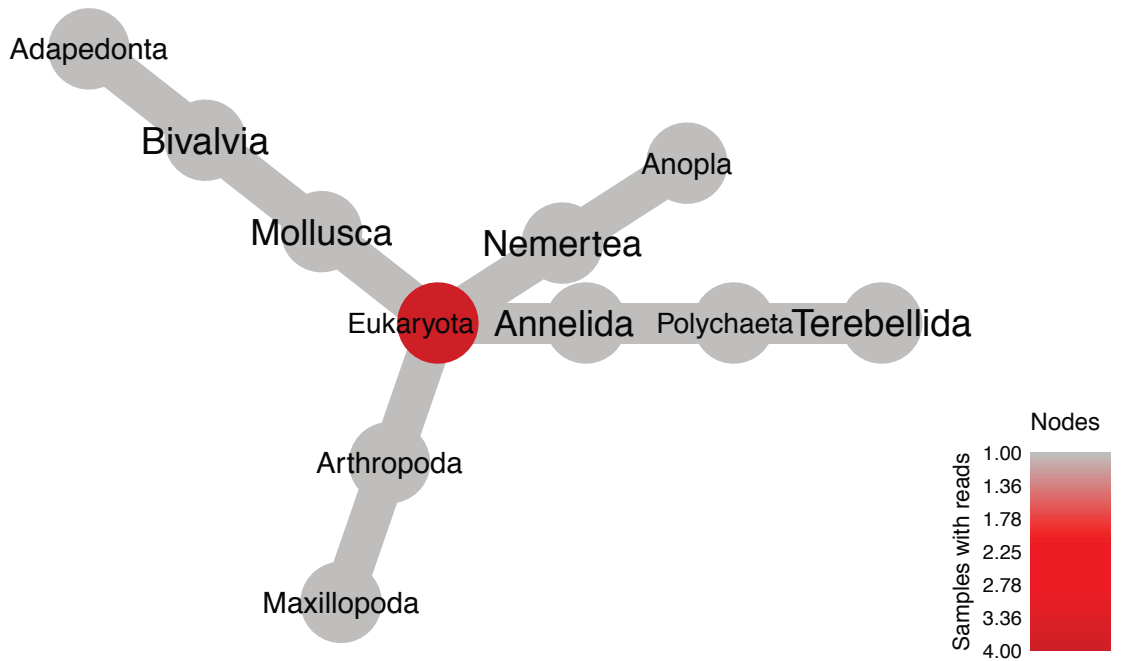 Adapedonta
Bivalvia
Anopla
Mollusca
Nemertea
Eukaryota
Annelida
Polychaeta
Terebellida
Arthropoda
Maxillopoda
Nodes
Samples with reads
1.00
1.36
1.78
2.25
2.78
3.36
4.00